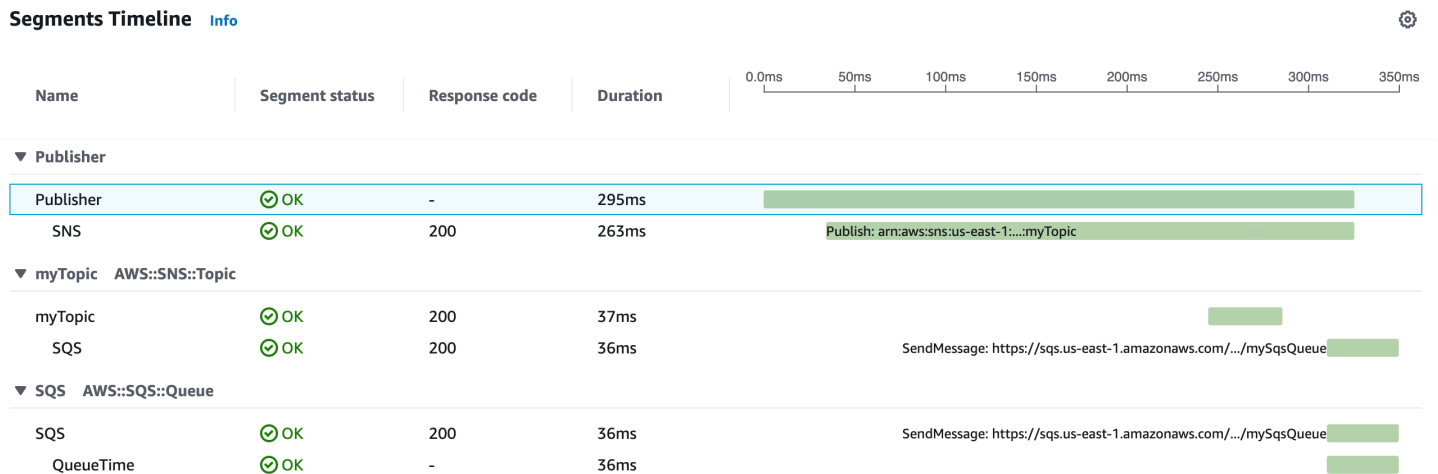 Segments Timeline Info
0.0ms 50ms 100ms 150ms 200ms 250ms 300ms 350ms
Name Segment status Response code Duration
Publisher
Publisher OK - 295ms
SNS OK 200 263ms Publish: arn:aws:sns:us-east-1:...:myTopic
myTopic AWS::SNS::Topic
myTopic OK 200 37ms
SQS OK 200 36ms SendMessage: https://sqs.us-east-1.amazonaws.com/.../mySqsQueue
SQS AWS::SQS::Queue
SQS OK 200 36ms SendMessage: https://sqs.us-east-1.amazonaws.com/.../mySqsQueue
QueueTime OK - 36ms